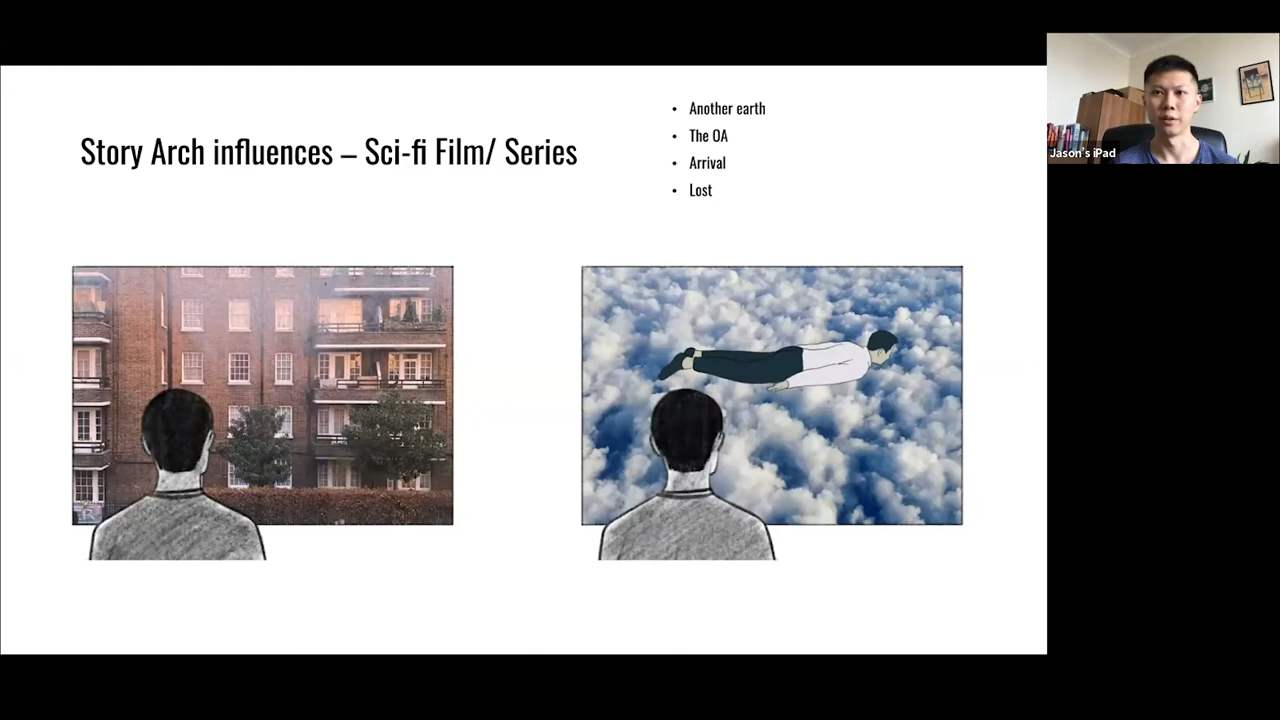 Story Arch influences – Sci-fi Film/ Series
• Another earth
• The OA
• Arrival
• Lost
Jason's iPad